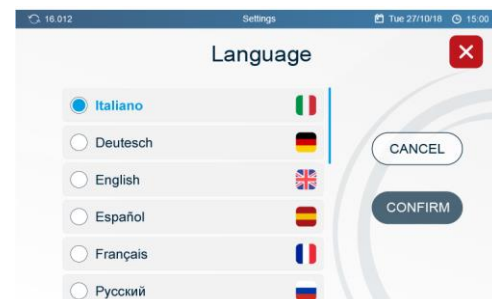 16.012 Settings Tue 27/10/18 15:00
Language
Italiano
Deutesch
English
CANCEL
Español
CONFIRM
Français
Русский